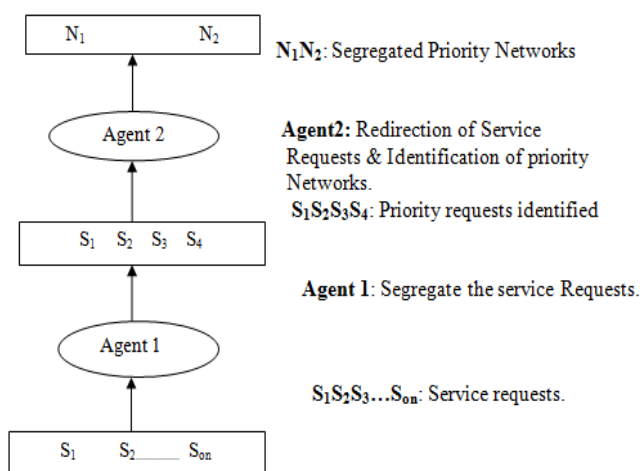 N₁ N₂
N₁N₂: Segregated Priority Networks
Agent 2
Agent2: Redirection of Service
Requests & Identification of priority
Networks.
S₁S₂S₃S₄: Priority requests identified
S₁ S₂ S₃ S₄
Agent 1: Segregate the service Requests.
Agent 1
S₁S₂S₃…Sₒₙ: Service requests.
S₁ S₂ Sₒₙ